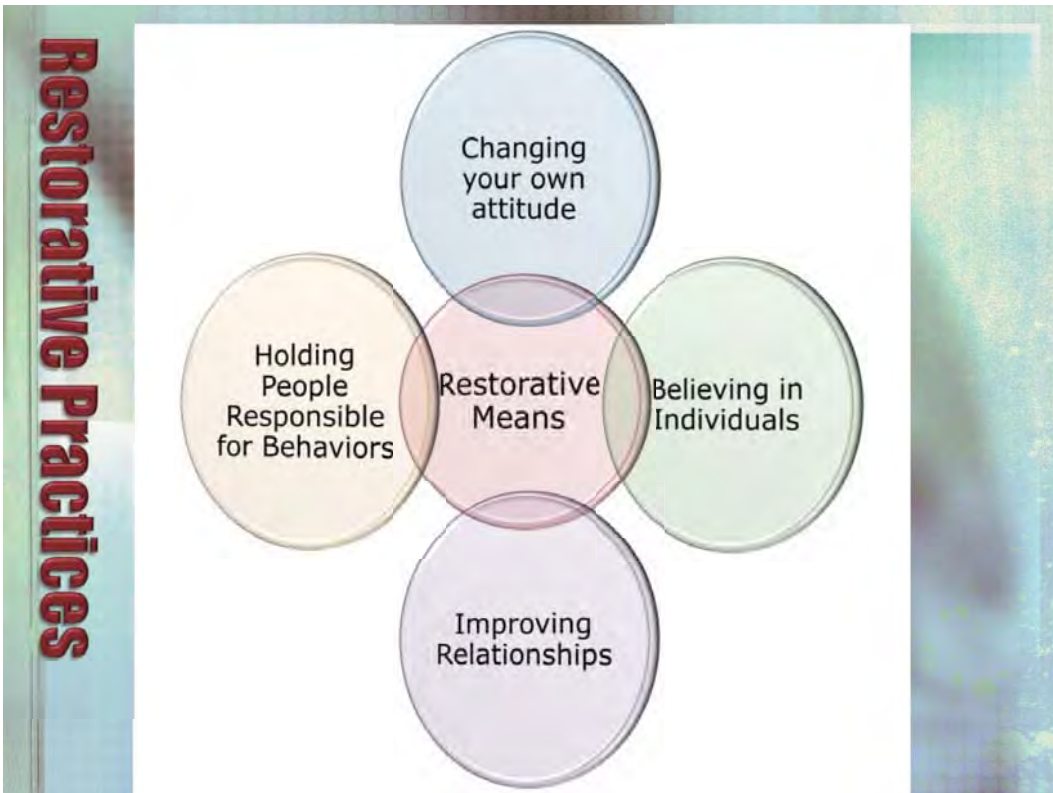 Restorative Practices
Changing
your own
attitude
Holding
People
Responsible
for Behaviors
Restorative
Means
Believing in
Individuals
Improving
Relationships